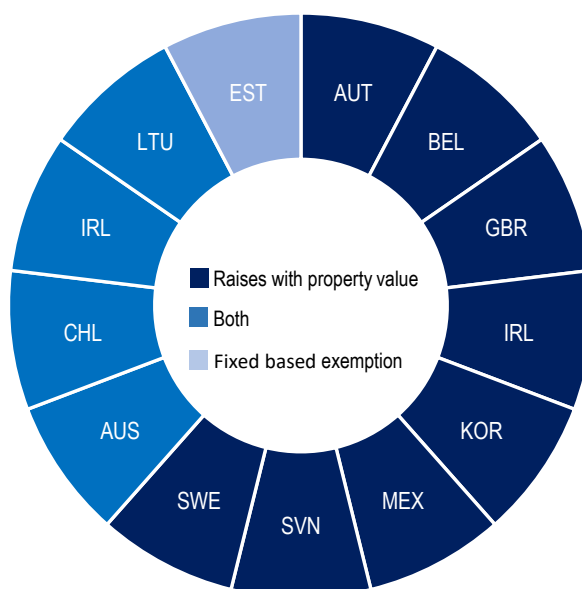 EST
AUT
LTU
BEL
IRL
GBR
CHL
IRL
AUS
KOR
SWE
SVN
MEX
Raises with property value
Both
Fixed based exemption